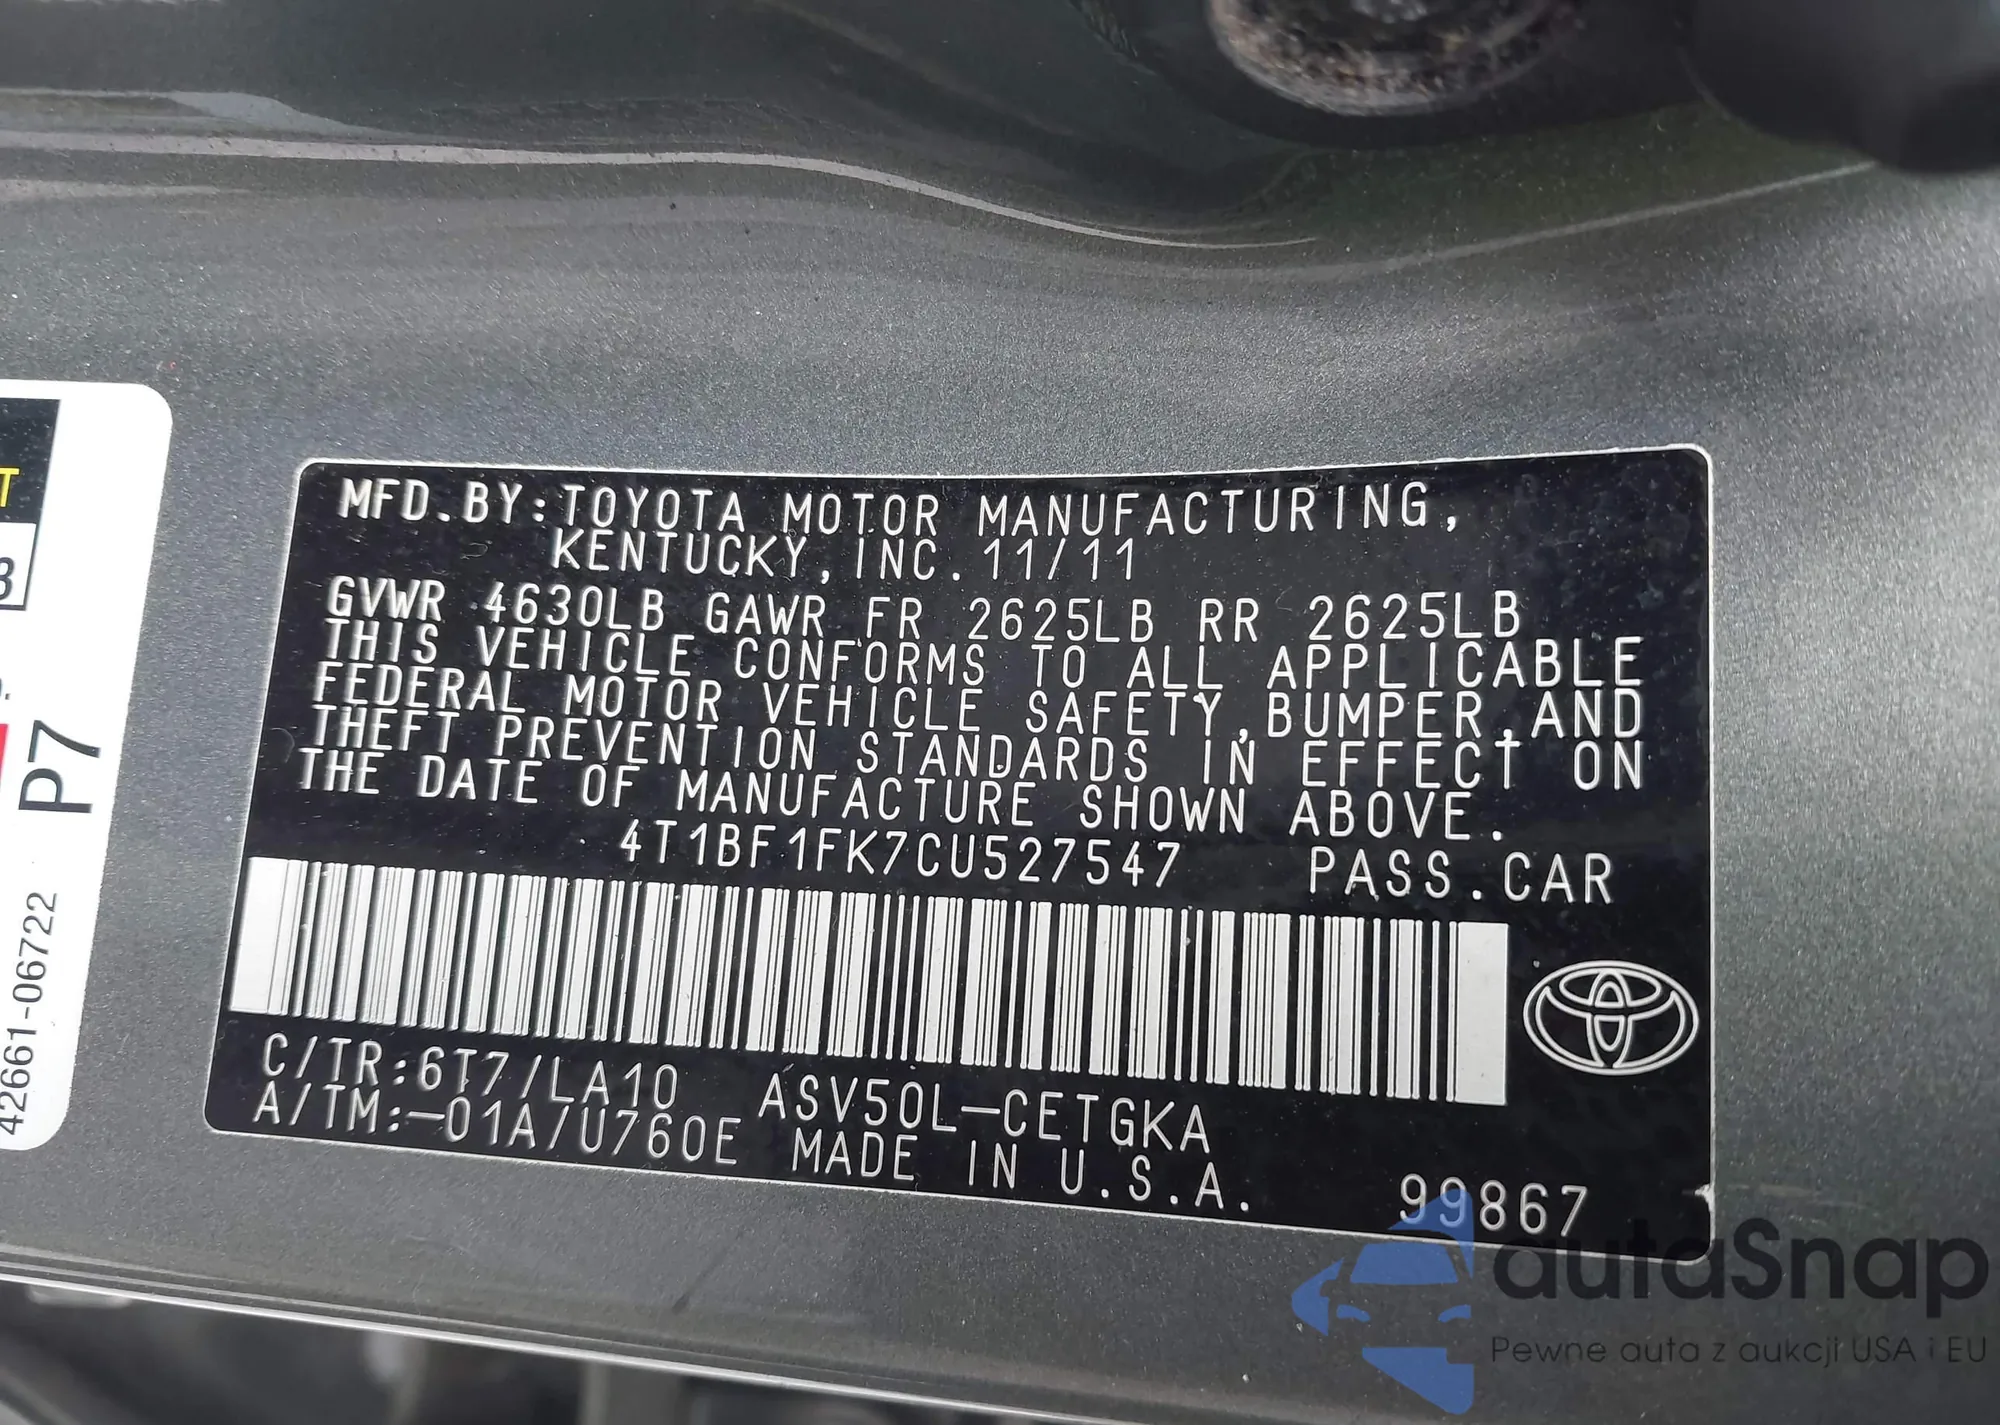 MFD.BY:TOYOTA MOTOR MANUFACTURING,
KENTUCKY,INC. 11/11
GVWR 4630LB GAWR FR 2625LB RR 2625LB
THIS VEHICLE CONFORMS TO ALL APPLICABLE
FEDERAL MOTOR VEHICLE SAFETY,BUMPER,AND
THEFT PREVENTION STANDARDS IN EFFECT ON
THE DATE OF MANUFACTURE SHOWN ABOVE.
4T1BF1FK7CU527547 PASS.CAR
C/TR:6T7/LA10 ASV50L-CETGKA
A/TM:-01A/U760E MADE IN U.S.A.
99867
T
3
P7
42661-06722
autoSnap
Pewne auta z aukcji USA i EU